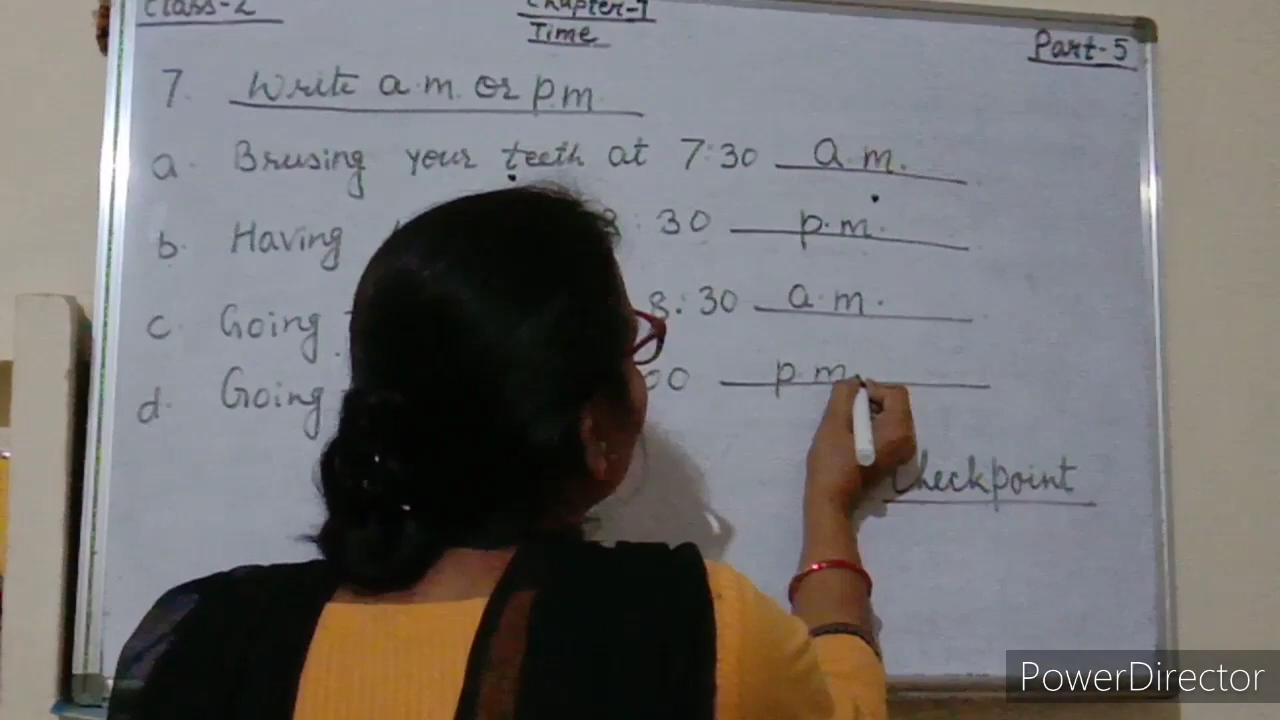 Class-2
Chapter-1
Time
Part-5
7. Write a.m. or p.m.
a. Brusing your teeth at 7:30 a.m.
b. Having 8:30 p.m.
c. Going 8:30 a.m.
d. Going 00 p.m.
Checkpoint
PowerDirector